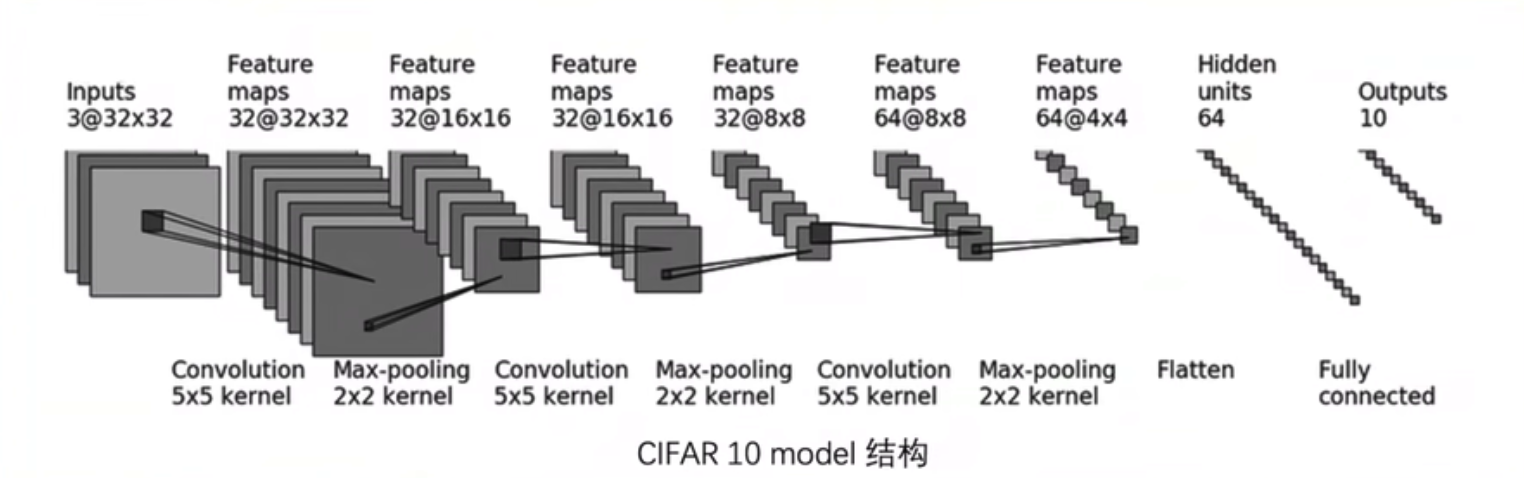 Inputs
3@32x32
Feature
maps
32@32x32
Feature
maps
32@16x16
Feature
maps
32@16x16
Feature
maps
32@8x8
Feature
maps
64@8x8
Feature
maps
64@4x4
Hidden
units
64
Outputs
10
Convolution
5x5 kernel
Max-pooling
2x2 kernel
Convolution
5x5 kernel
Max-pooling
2x2 kernel
Convolution
5x5 kernel
Max-pooling
2x2 kernel
Flatten
Fully
connected
CIFAR 10 model 结构